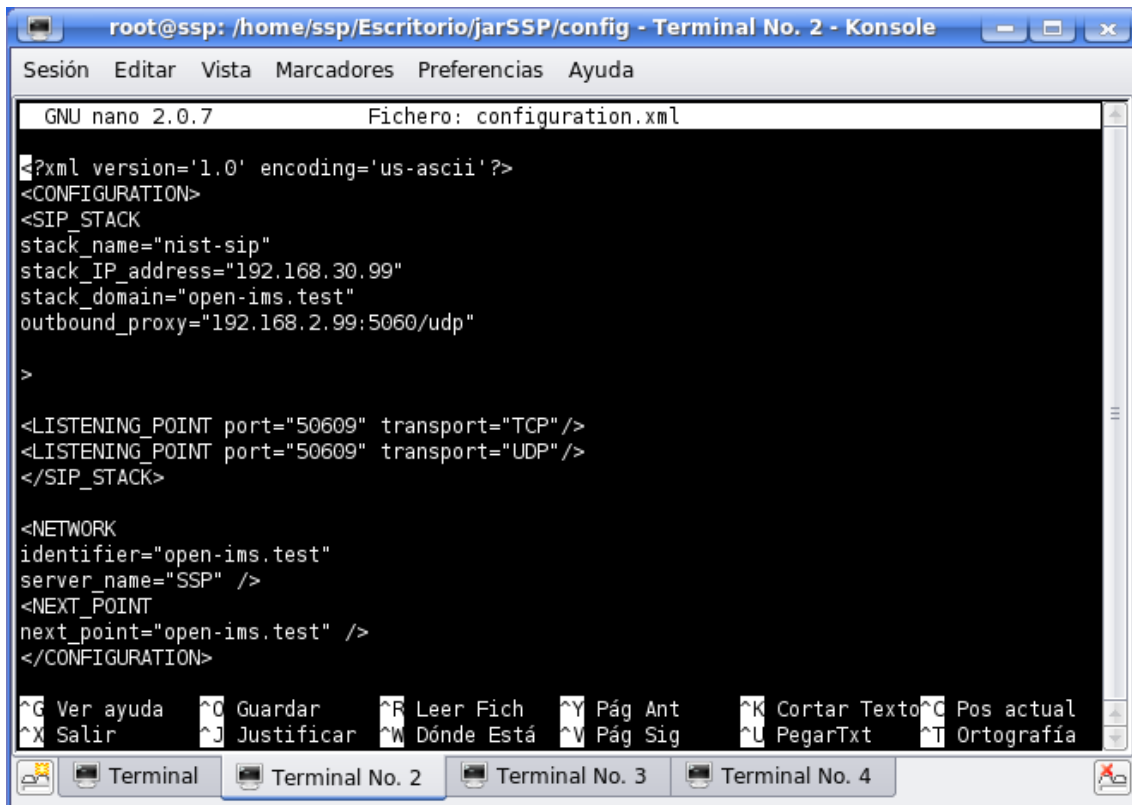 root@ssp: /home/ssp/Escritorio/jarSSP/config - Terminal No. 2 - Konsole
Sesión Editar Vista Marcadores Preferencias Ayuda
GNU nano 2.0.7 Fichero: configuration.xml
<?xml version='1.0' encoding='us-ascii'?>
<CONFIGURATION>
<SIP_STACK
stack_name="nist-sip"
stack_IP_address="192.168.30.99"
stack_domain="open-ims.test"
outbound_proxy="192.168.2.99:5060/udp"
>
<LISTENING_POINT port="50609" transport="TCP"/>
<LISTENING_POINT port="50609" transport="UDP"/>
</SIP_STACK>
<NETWORK
identifier="open-ims.test"
server_name="SSP" />
<NEXT_POINT
next_point="open-ims.test" />
</CONFIGURATION>
^G Ver ayuda ^O Guardar ^R Leer Fich ^Y Pág Ant ^K Cortar Texto ^C Pos actual
^X Salir ^J Justificar ^W Dónde Está ^V Pág Sig ^U PegarTxt ^T Ortografía
Terminal Terminal No. 2 Terminal No. 3 Terminal No. 4